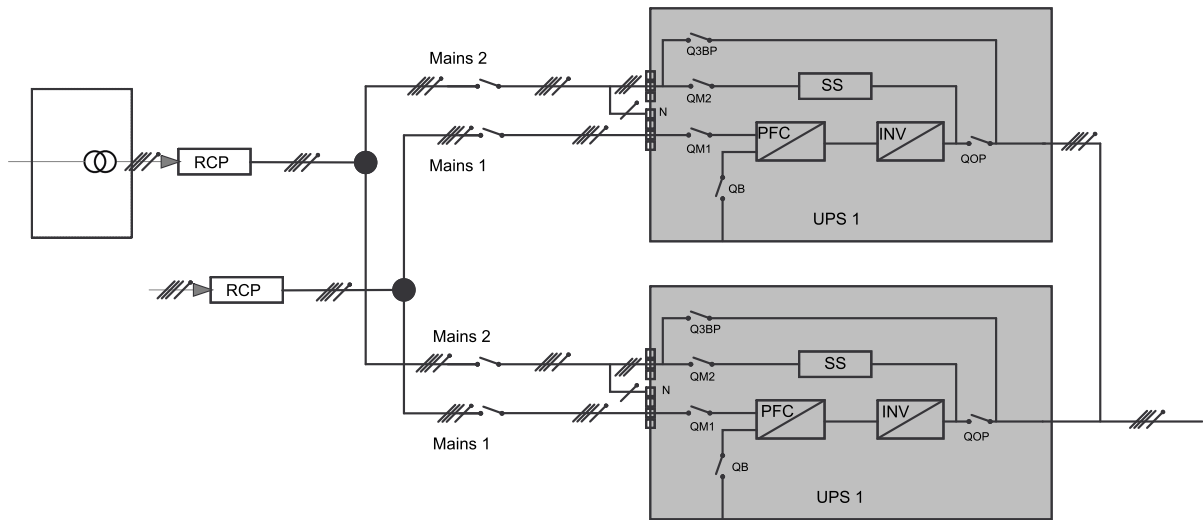 Q3BP
Mains 2
QM2
SS
N
RCP
Mains 1
QM1
PFC
INV
QOP
QB
UPS 1
RCP
Mains 2
Q3BP
QM2
SS
N
Mains 1
QM1
PFC
INV
QOP
QB
UPS 1